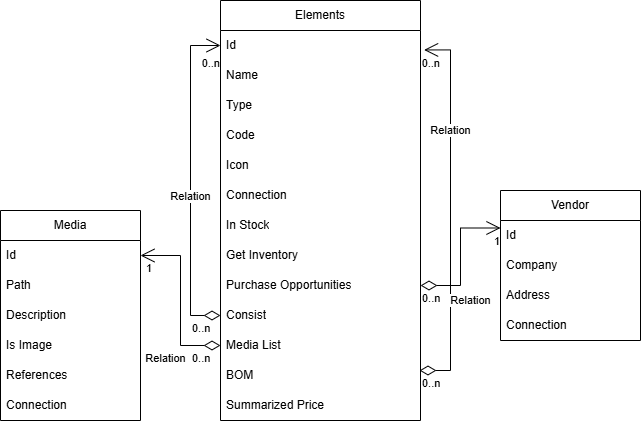 Elements
Id
Name
Type
Code
Icon
Connection
In Stock
Get Inventory
Purchase Opportunities
Consist
Media List
BOM
Summarized Price
Media
Id
Path
Description
Is Image
References
Connection
Vendor
Id
Company
Address
Connection
0..n
Relation
0..n
1
Relation
0..n
0..n
Relation
0..n
1
Relation
0..n